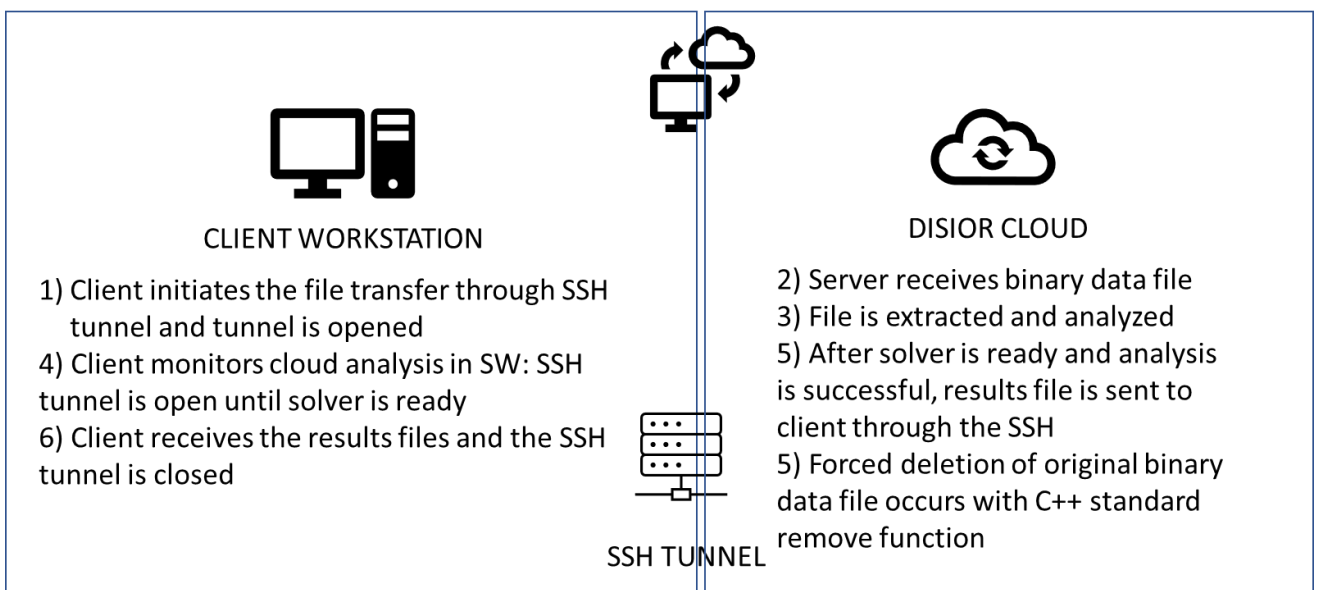 CLIENT WORKSTATION
1) Client initiates the file transfer through SSH
tunnel and tunnel is opened
4) Client monitors cloud analysis in SW: SSH
tunnel is open until solver is ready
6) Client receives the results files and the SSH
tunnel is closed
DISIOR CLOUD
2) Server receives binary data file
3) File is extracted and analyzed
5) After solver is ready and analysis
is successful, results file is sent to
client through the SSH
5) Forced deletion of original binary
data file occurs with C++ standard
remove function
SSH TUNNEL